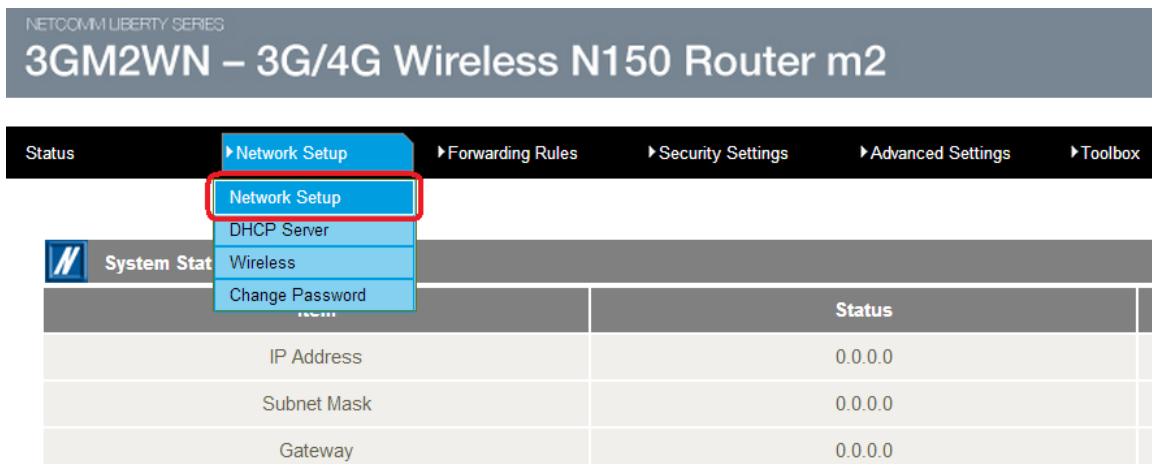 NETCOMM LIBERTY SERIES
3GM2WN – 3G/4G Wireless N150 Router m2
Status Network Setup Forwarding Rules Security Settings Advanced Settings Toolbox
Network Setup
DHCP Server
Wireless
Change Password
System Stat
Item Status
IP Address 0.0.0.0
Subnet Mask 0.0.0.0
Gateway 0.0.0.0